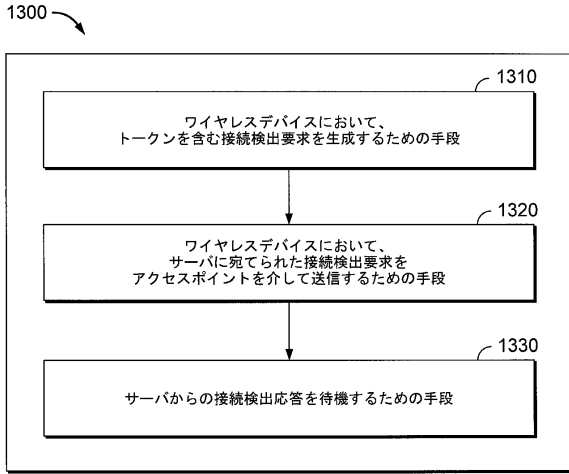 1300
1310
ワイヤレスデバイスにおいて、
トークンを含む接続検出要求を生成するための手段
1320
ワイヤレスデバイスにおいて、
サーバに宛てられた接続検出要求を
アクセスポイントを介して送信するための手段
1330
サーバからの接続検出応答を待機するための手段